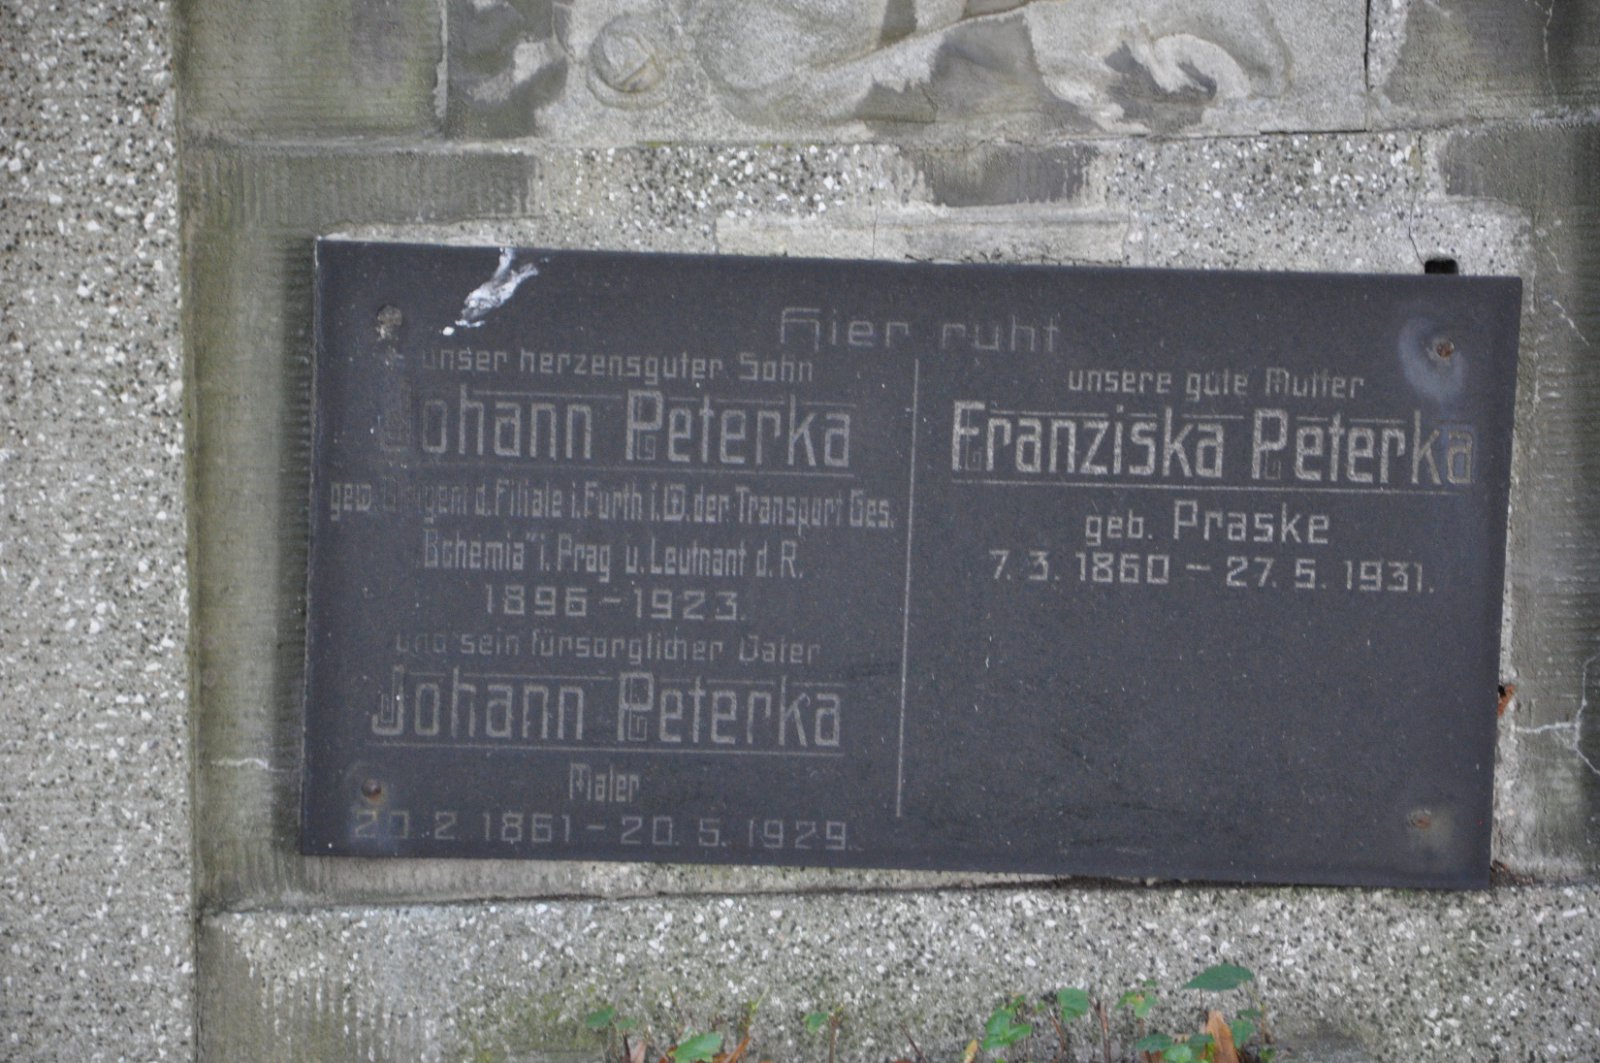 Hier ruht
unser herzensguter Sohn
Johann Peterka
gew. Dirigent d. Filiale i. Furth i. W. der Transport Ges.
"Bohemia" i. Prag u. Leutnant d. R.
1896 - 1923.
und sein fürsorglicher Vater
Johann Peterka
Maler
20. 2. 1861 - 20. 5. 1929.
unsere gute Mutter
Franziska Peterka
geb. Praske
7. 3. 1860 - 27. 5. 1931.